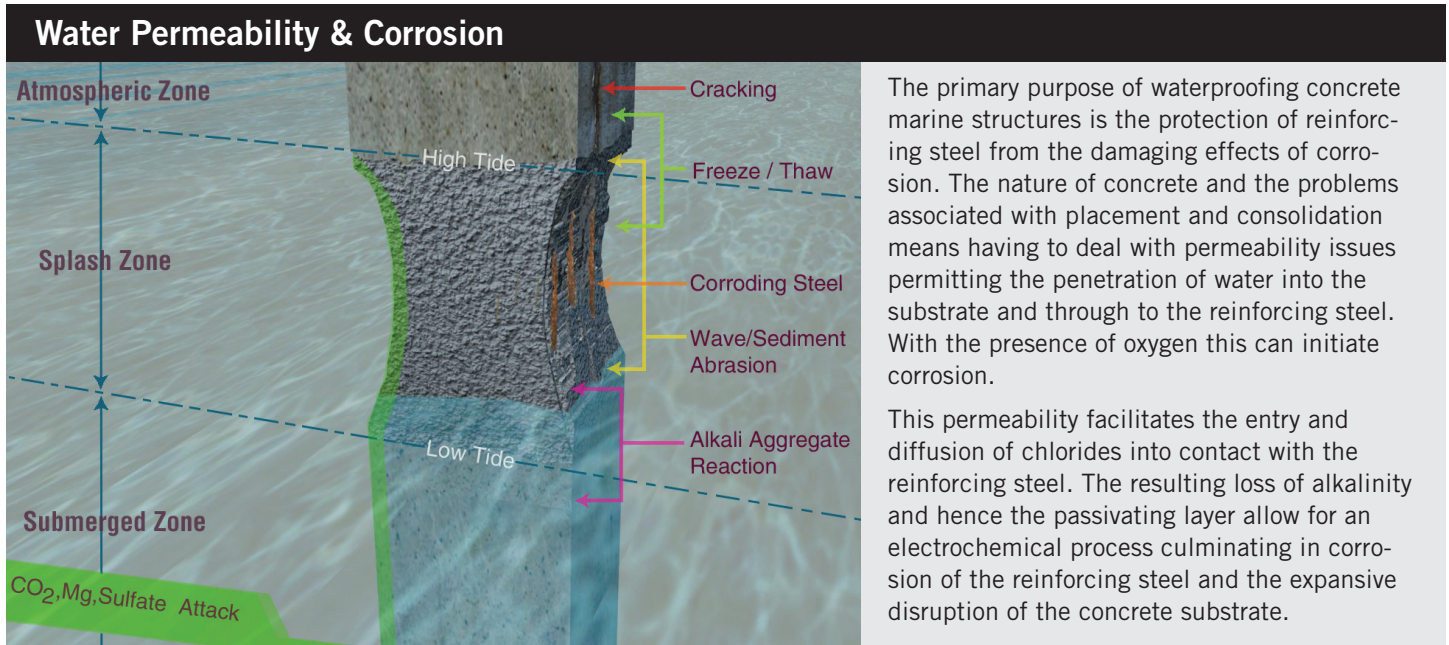 Water Permeability & Corrosion
Atmospheric Zone
High Tide
Splash Zone
Low Tide
Submerged Zone
CO2,Mg,Sulfate Attack
Cracking
Freeze / Thaw
Corroding Steel
Wave/Sediment
Abrasion
Alkali Aggregate
Reaction
The primary purpose of waterproofing concrete
marine structures is the protection of reinforc-
ing steel from the damaging effects of corro-
sion. The nature of concrete and the problems
associated with placement and consolidation
means having to deal with permeability issues
permitting the penetration of water into the
substrate and through to the reinforcing steel.
With the presence of oxygen this can initiate
corrosion.
This permeability facilitates the entry and
diffusion of chlorides into contact with the
reinforcing steel. The resulting loss of alkalinity
and hence the passivating layer allow for an
electrochemical process culminating in corro-
sion of the reinforcing steel and the expansive
disruption of the concrete substrate.